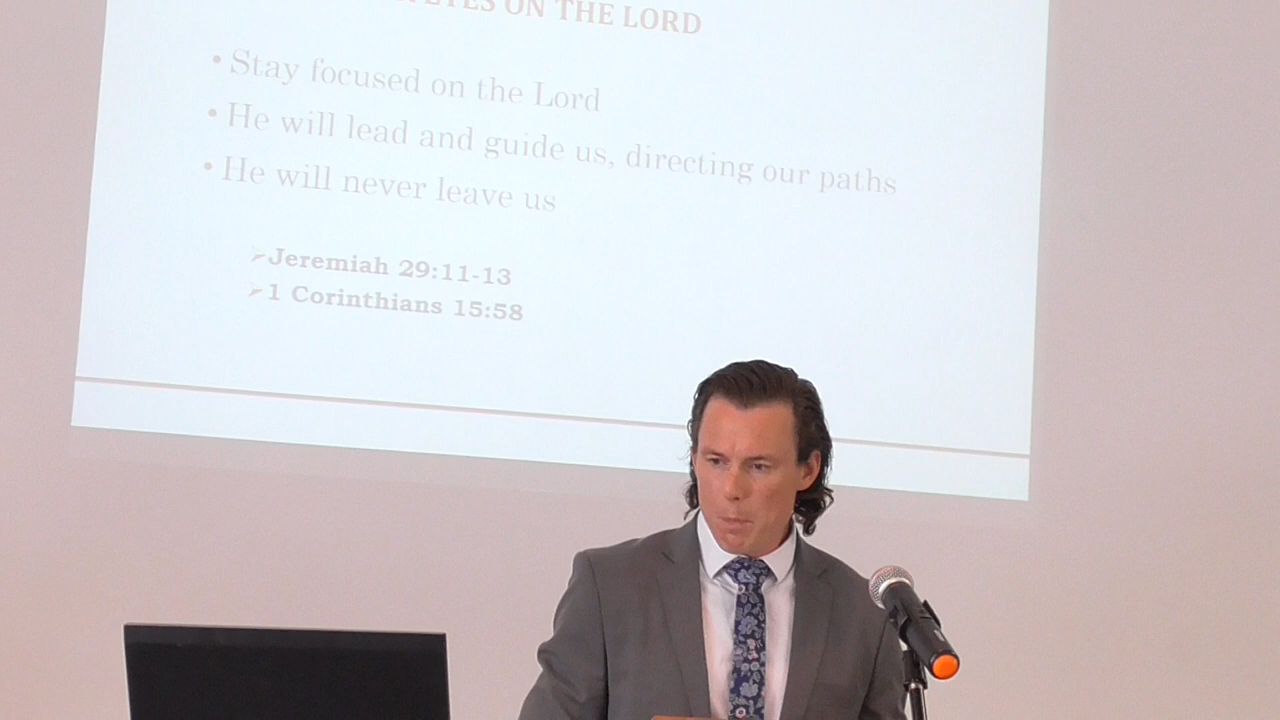 EYES ON THE LORD
• Stay focused on the Lord
• He will lead and guide us, directing our paths
• He will never leave us
➢Jeremiah 29:11-13
➢1 Corinthians 15:58